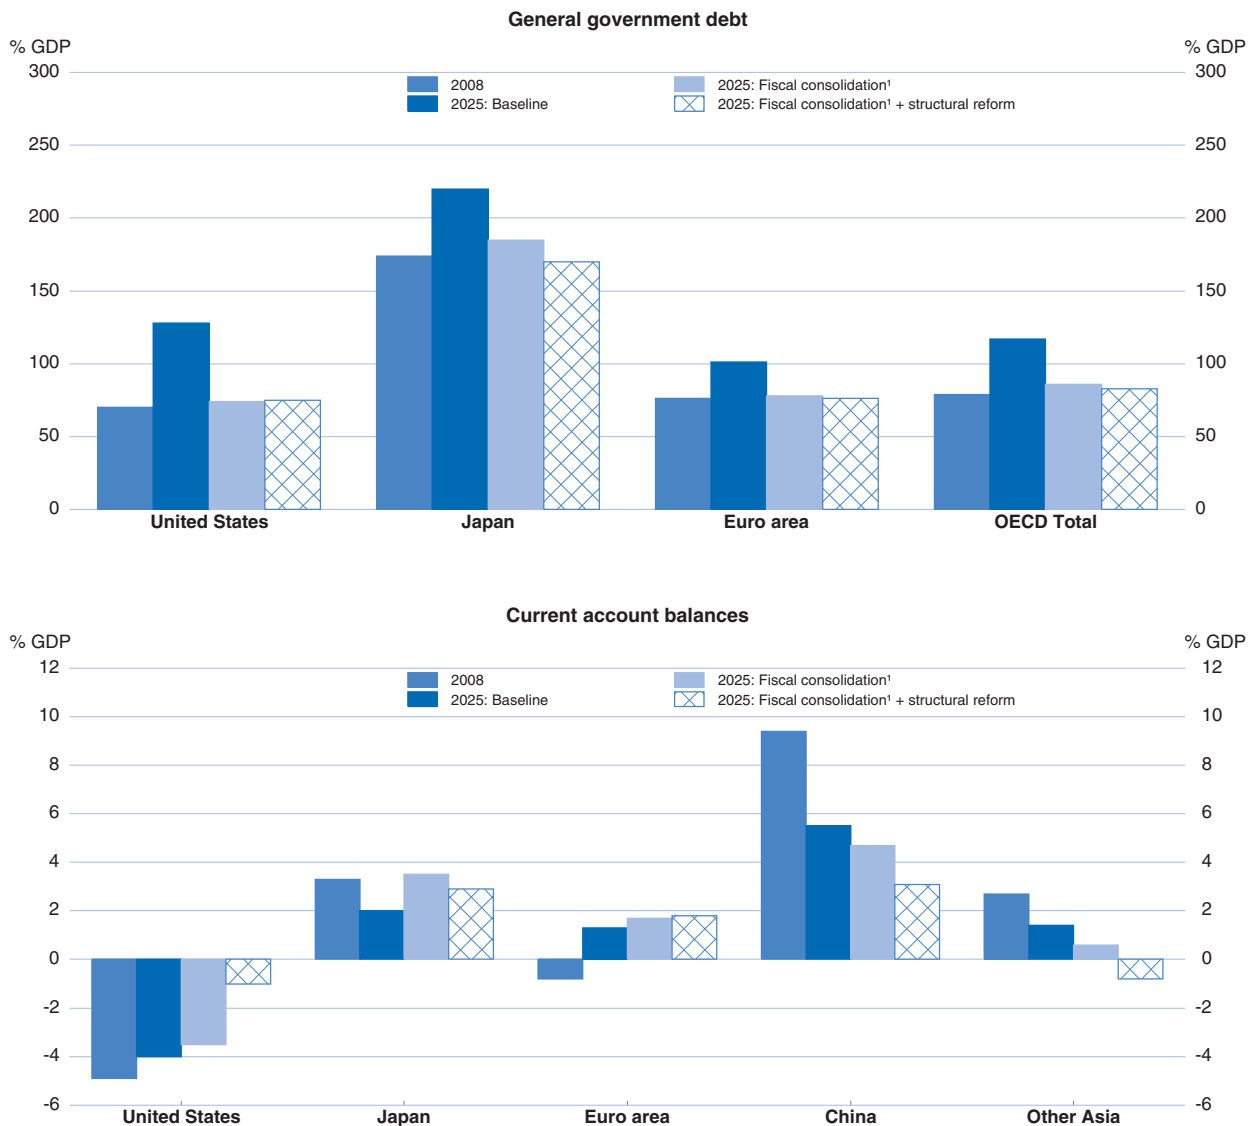 General government debt
% GDP % GDP
300 300
2008 2025: Fiscal consolidation¹
2025: Baseline 2025: Fiscal consolidation¹ + structural reform
250 250
200 200
150 150
100 100
50 50
0 0
United States Japan Euro area OECD Total
Current account balances
% GDP % GDP
12 12
2008 2025: Fiscal consolidation¹
2025: Baseline 2025: Fiscal consolidation¹ + structural reform
10 10
8 8
6 6
4 4
2 2
0 0
-2 -2
-4 -4
-6 -6
United States Japan Euro area China Other Asia